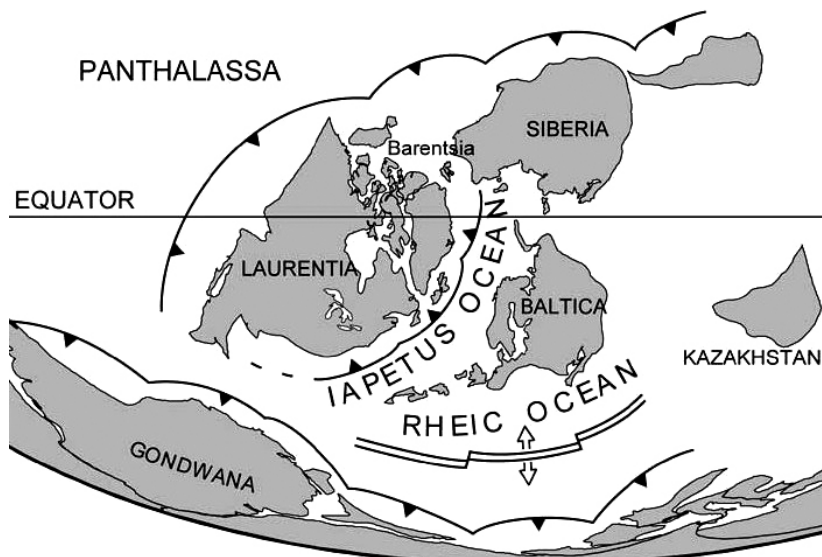 PANTHALASSA
SIBERIA
Barentsia
EQUATOR
LAURENTIA
IAPETUS OCEAN
BALTICA
KAZAKHSTAN
RHEIC OCEAN
GONDWANA